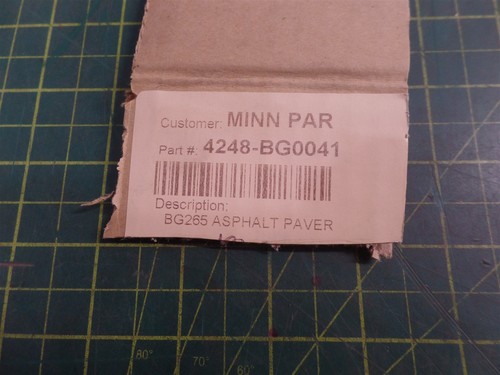 Customer: MINN PAR
Part #: 4248-BG0041
Description:
BG265 ASPHALT PAVER
80°
70°
60°